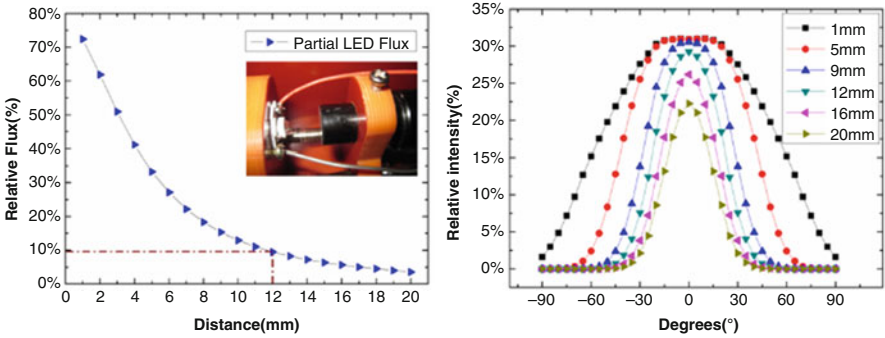 80%
70%
60%
50%
40%
30%
20%
10%
0%
Relative Flux(%)
Partial LED Flux
0 2 4 6 8 10 12 14 16 18 20
Distance(mm)
35%
30%
25%
20%
15%
10%
5%
0%
Relative intensity(%)
1mm
5mm
9mm
12mm
16mm
20mm
−90 −60 −30 0 30 60 90
Degrees(°)